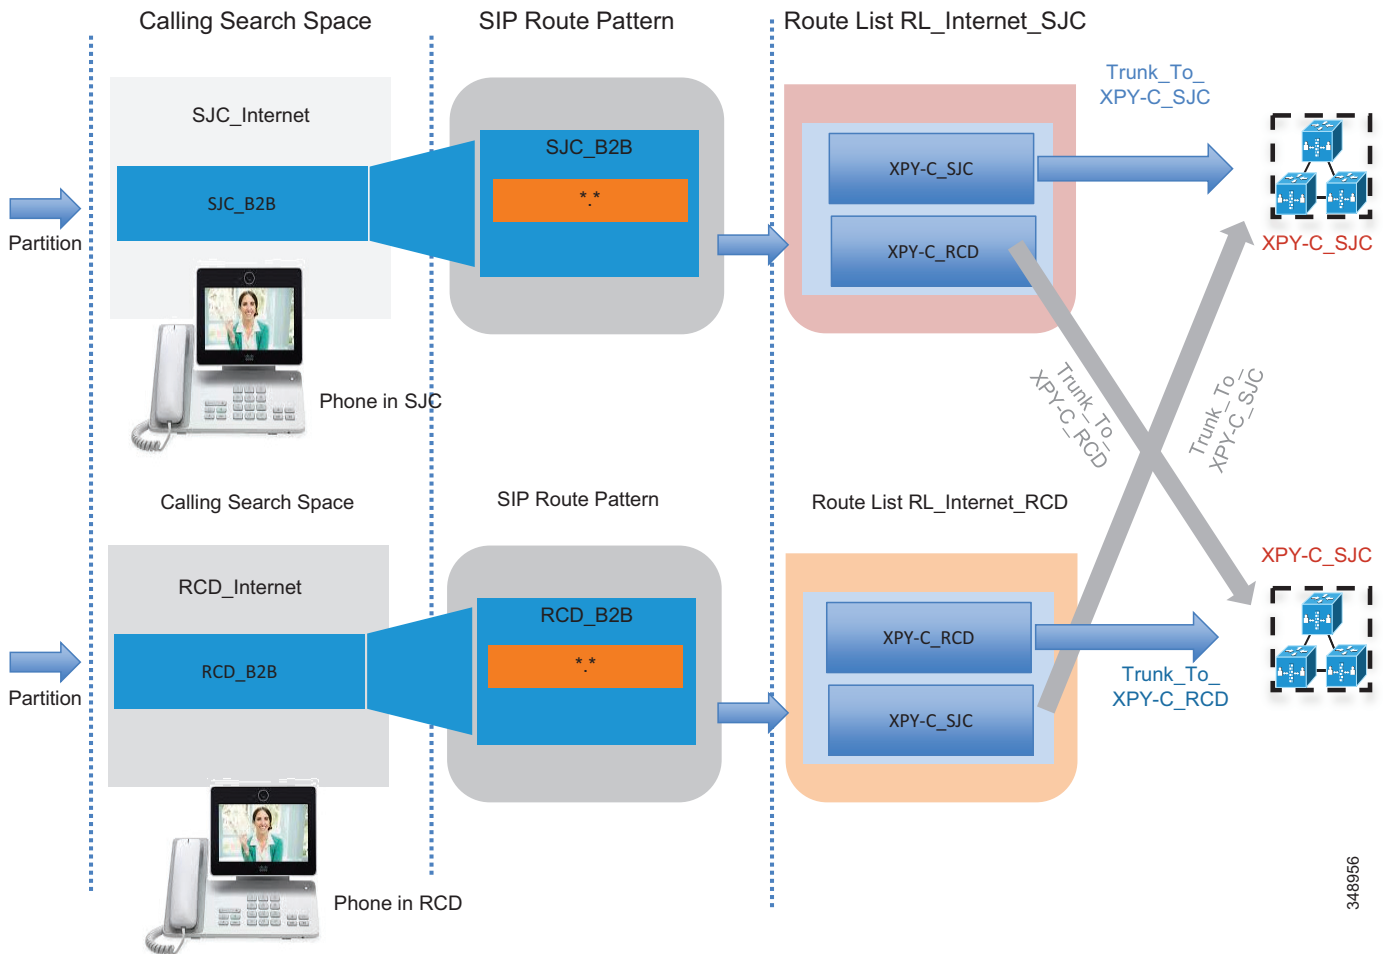 Calling Search Space
SIP Route Pattern
Route List RL_Internet_SJC
Trunk_To_
XPY-C_SJC
SJC_Internet
SJC_B2B
SJC_B2B
*.*
XPY-C_SJC
XPY-C_RCD
Partition
XPY-C_SJC
Phone in SJC
Trunk_To_
XPY-C_RCD
Trunk_To_
XPY-C_SJC
Calling Search Space
SIP Route Pattern
Route List RL_Internet_RCD
XPY-C_SJC
RCD_Internet
RCD_B2B
RCD_B2B
*.*
XPY-C_RCD
XPY-C_SJC
Partition
Trunk_To_
XPY-C_RCD
Phone in RCD
348956